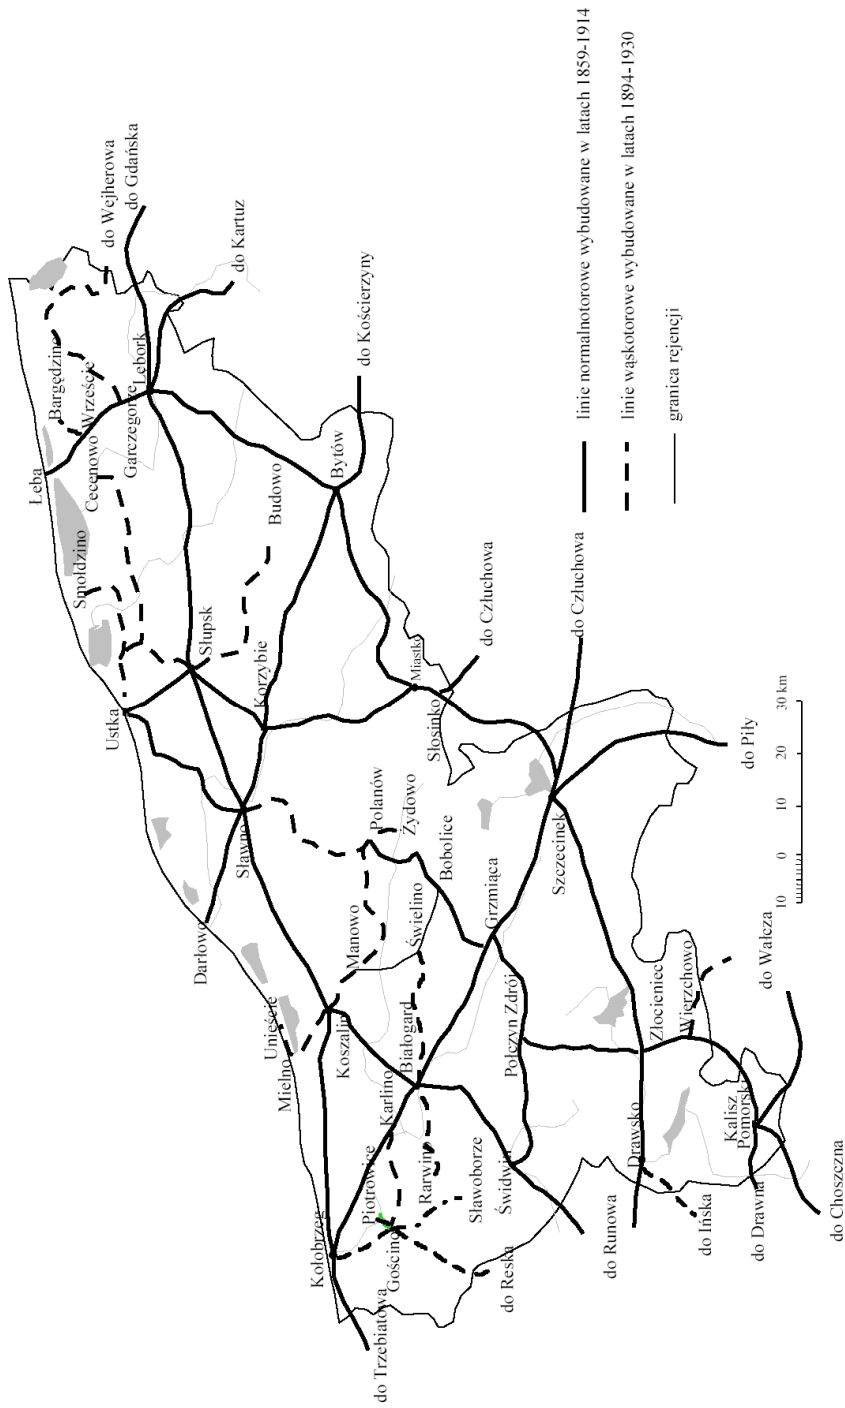 Łeba
Bargędzino
Wrzeście
Cecenowo
Garczegorze
Lębork
do Wejherowa
do Gdańska
do Kartuz
do Kościerzyny
Smołdzino
Budowo
Bytów
Ustka
Słupsk
Korzybie
Miastko
Słosinko
do Człuchowa
do Człuchowa
Darłowo
Sławno
Polanów
Żydowo
Bobolice
Manowo
Świelino
Grzmiąca
Szczecinek
do Piły
Unieście
Mielno
Koszalin
Białogard
Karlino
Połczyn Zdrój
Złocieniec
Wierzchowo
do Wałcza
Kołobrzeg
Piotrowice
Gościno
Rarwino
Sławoborze
Świdwin
Drawsko
Kalisz
Pomorski
do Trzebiatowa
do Reska
do Runowa
do Ińska
do Drawna
do Choszczna
10 0 10 20 30 km
linie normalnotorowe wybudowane w latach 1859-1914
linie wąskotorowe wybudowane w latach 1894-1930
granica rejencji